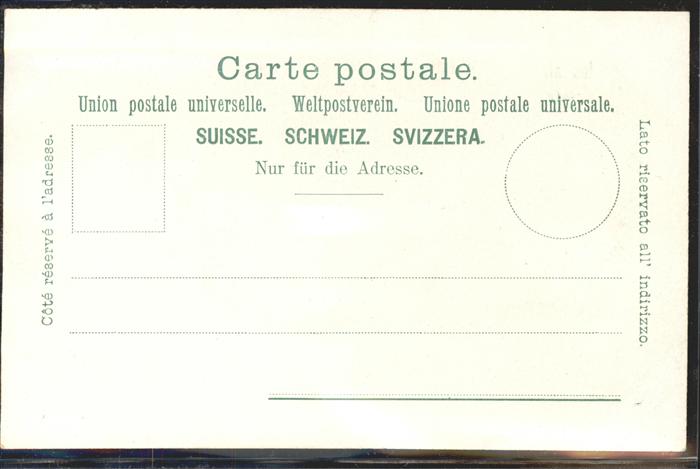 Carte postale.
Union postale universelle. Weltpostverein. Unione postale universale.
SUISSE. SCHWEIZ. SVIZZERA.
Nur für die Adresse.
Côté réservé à l'adresse.
Lato riservato all' indirizzo.